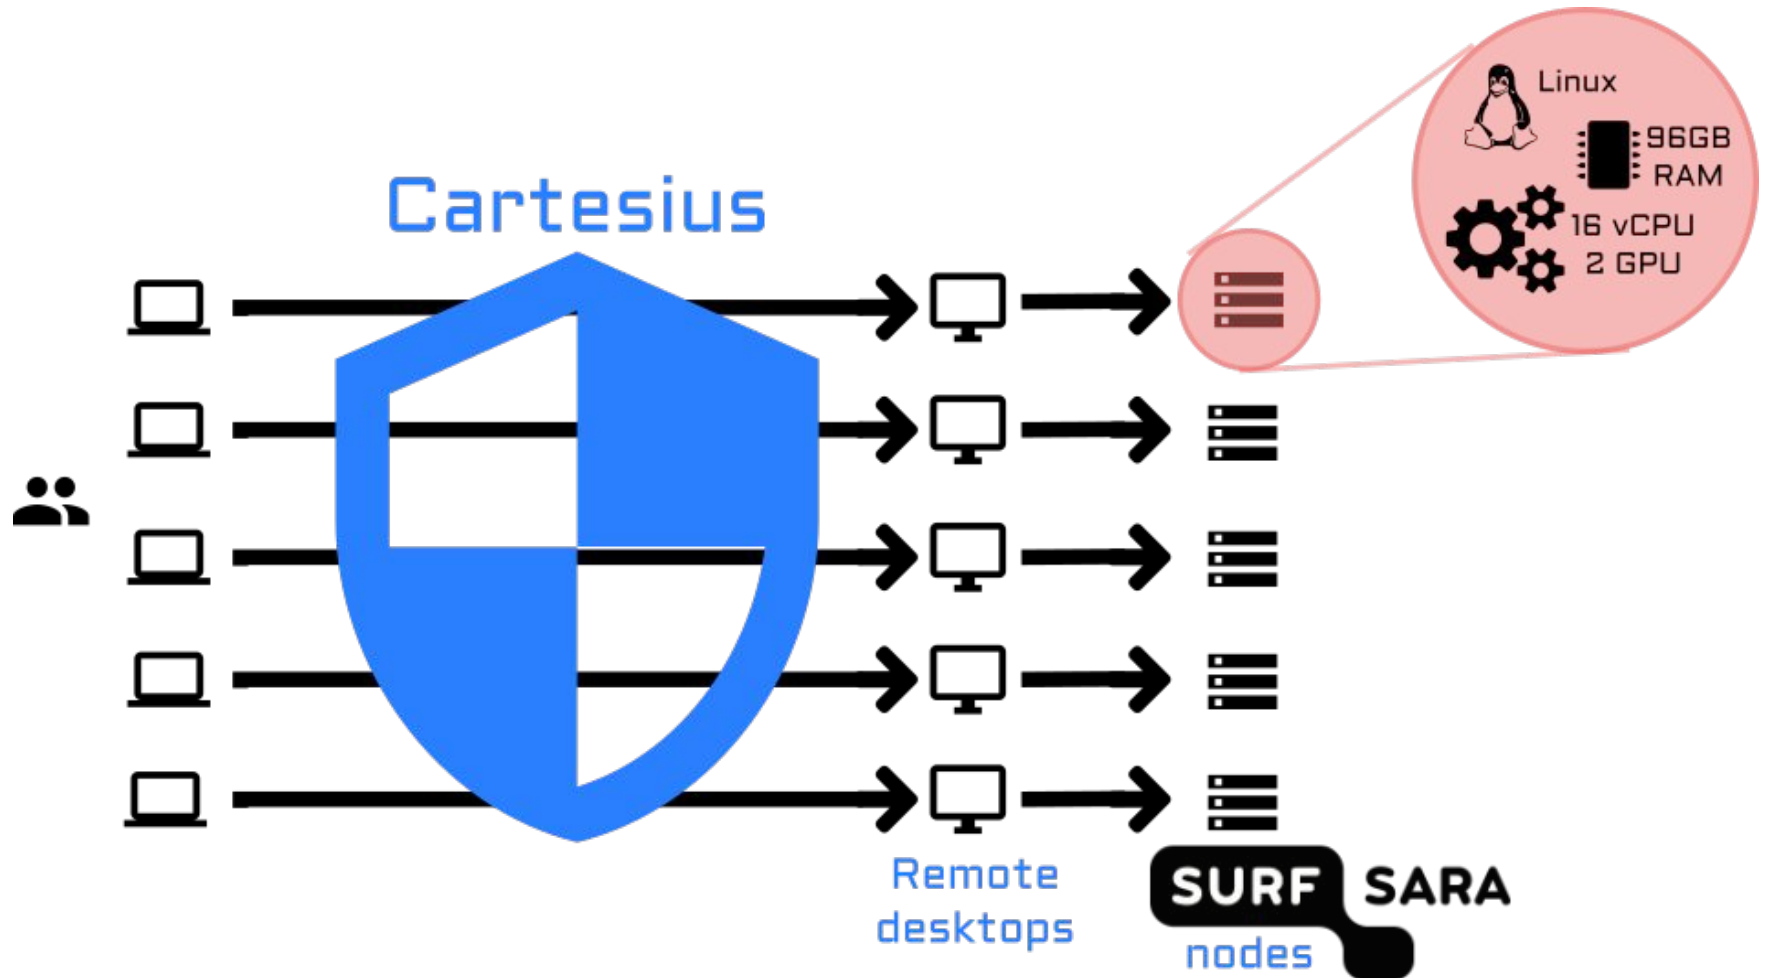 Cartesius
Linux
96GB
RAM
16 vCPU
2 GPU
Remote
desktops
SURF SARA
nodes